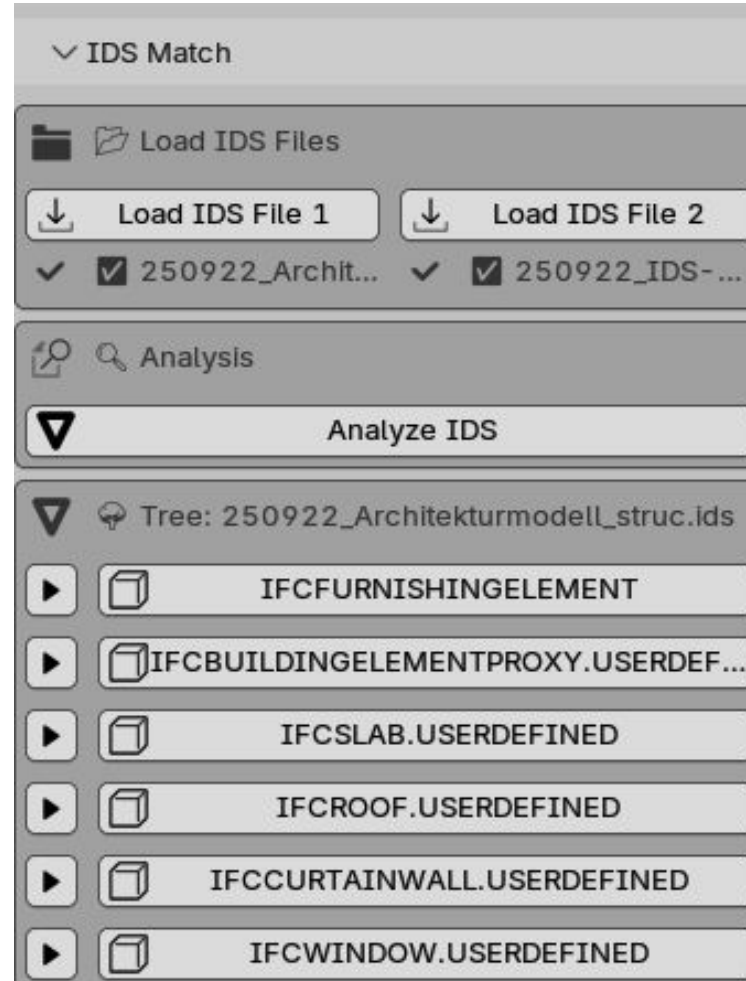 IDS Match
Load IDS Files
Load IDS File 1 Load IDS File 2
250922_Archit... 250922_IDS-...
Analysis
Analyze IDS
Tree: 250922_Architekturmodell_struc.ids
IFCFURNISHINGELEMENT
IFCBUILDINGELEMENTPROXY.USERDEF...
IFCSLAB.USERDEFINED
IFCROOF.USERDEFINED
IFCCURTAINWALL.USERDEFINED
IFCWINDOW.USERDEFINED